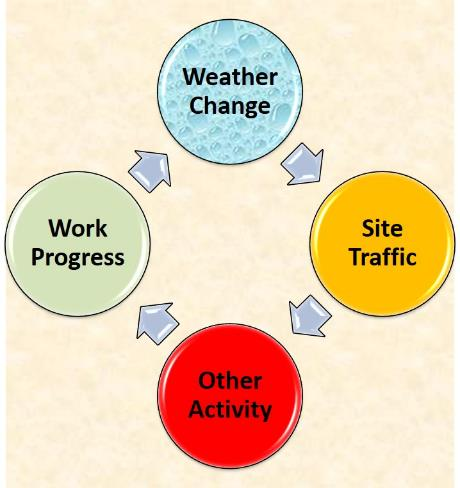 Weather
Change
Site
Traffic
Other
Activity
Work
Progress